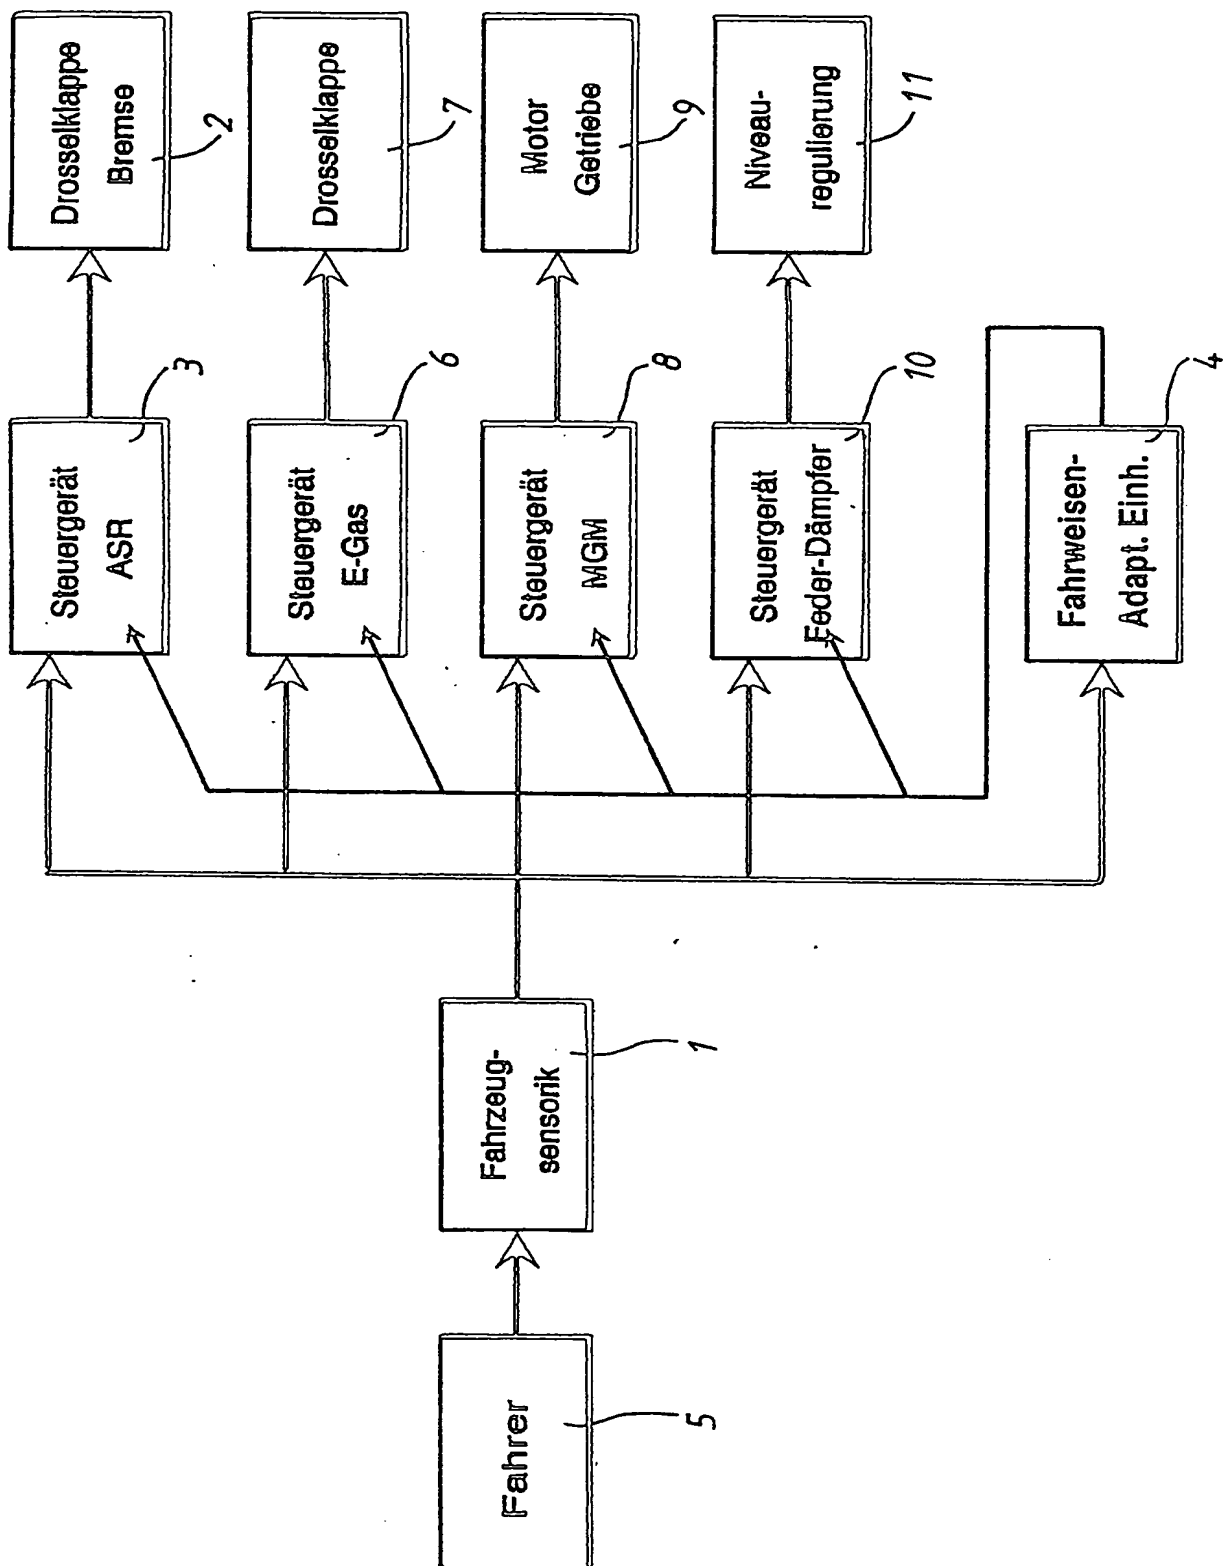 Drosselklappe
Bremse
2
Drosselklappe
7
Motor
Getriebe
9
Niveau-
regulierung
11
Steuergerät
ASR
3
Steuergerät
E-Gas
6
Steuergerät
MGM
8
Steuergerät
Feder-Dämpfer
10
Fahrweisen-
Adapt. Einh.
4
Fahrzeug-
sensorik
1
Fahrer
5